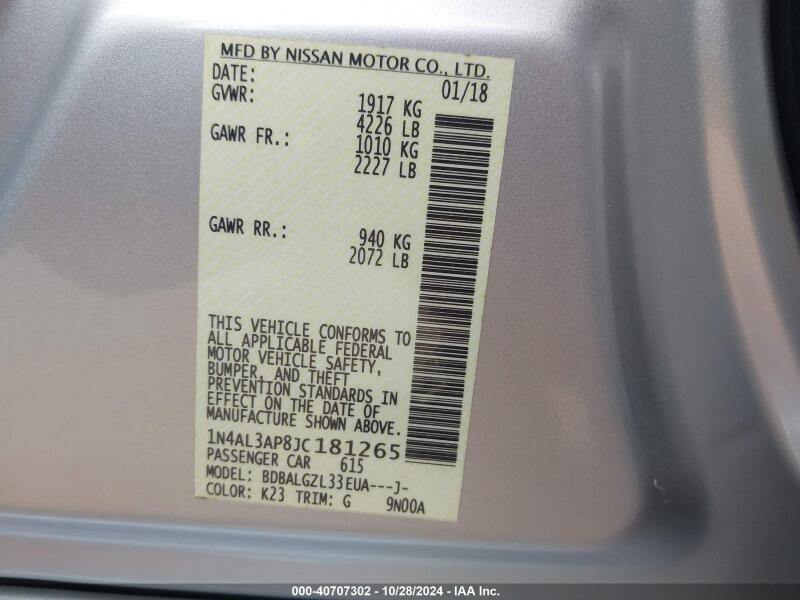 MFD BY NISSAN MOTOR CO., LTD.
DATE: 01/18
GVWR: 1917 KG
4226 LB
GAWR FR.: 1010 KG
2227 LB
GAWR RR.: 940 KG
2072 LB
THIS VEHICLE CONFORMS TO
ALL APPLICABLE FEDERAL
MOTOR VEHICLE SAFETY,
BUMPER, AND THEFT
PREVENTION STANDARDS IN
EFFECT ON THE DATE OF
MANUFACTURE SHOWN ABOVE.
1N4AL3AP8JC181265
PASSENGER CAR 615
MODEL: BDBALGZL33EUA---J-
COLOR: K23 TRIM: G 9N00A
000-40707302 • 10/28/2024 • IAA Inc.